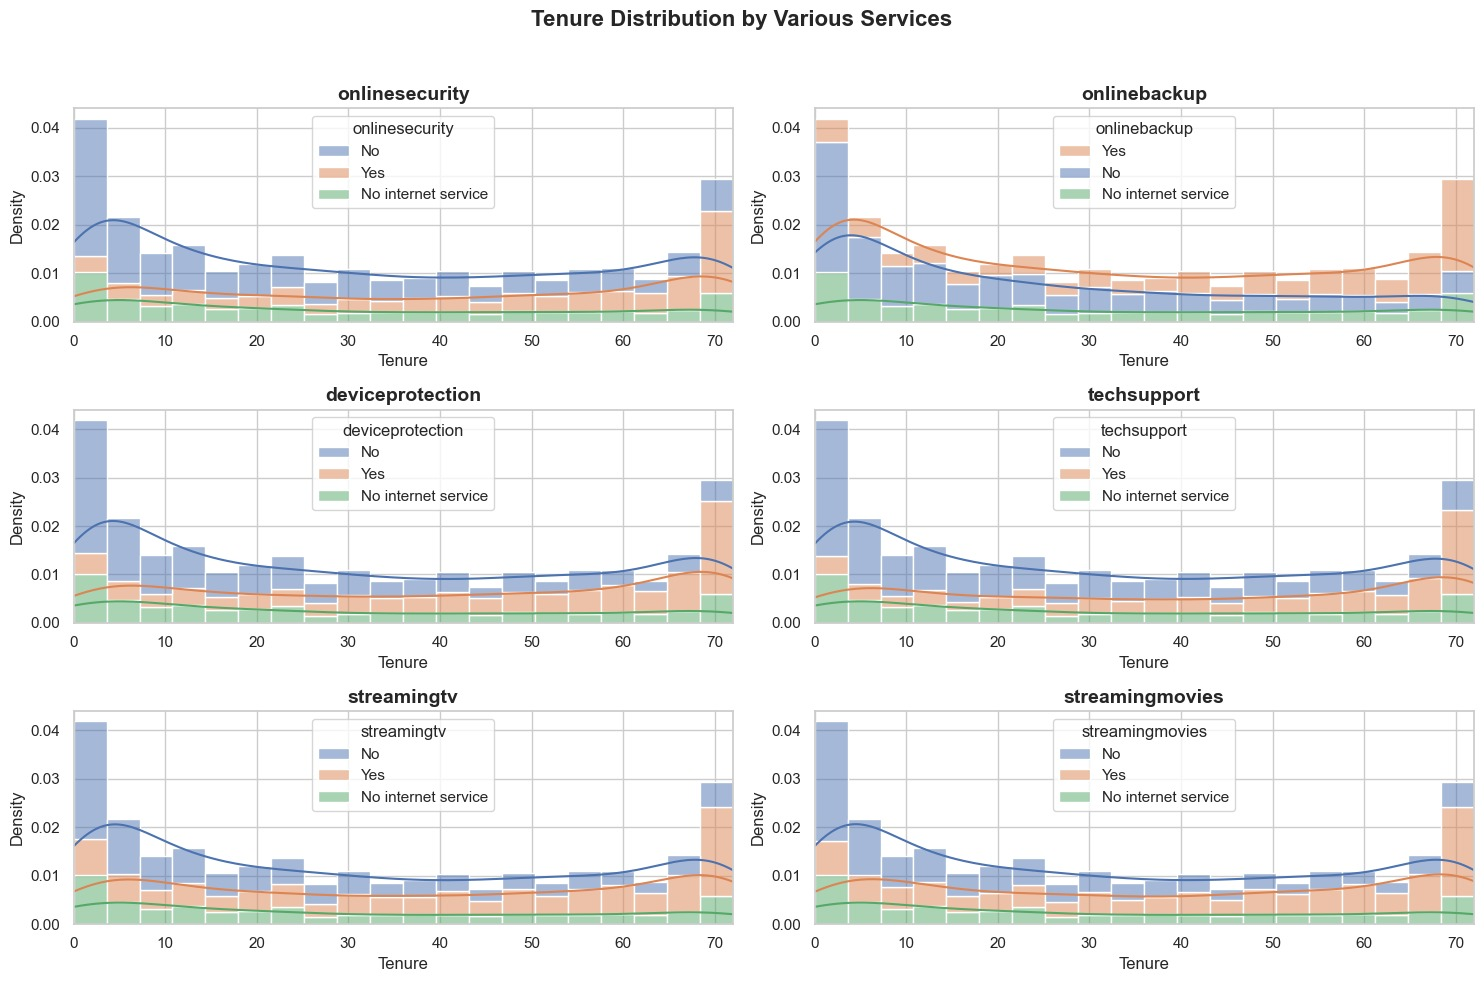 Tenure Distribution by Various Services
onlinesecurity
Density
0.04
0.03
0.02
0.01
0.00
onlinesecurity
No
Yes
No internet service
0 10 20 30 40 50 60 70
Tenure
onlinebackup
Density
0.04
0.03
0.02
0.01
0.00
onlinebackup
Yes
No
No internet service
0 10 20 30 40 50 60 70
Tenure
deviceprotection
Density
0.04
0.03
0.02
0.01
0.00
deviceprotection
No
Yes
No internet service
0 10 20 30 40 50 60 70
Tenure
techsupport
Density
0.04
0.03
0.02
0.01
0.00
techsupport
No
Yes
No internet service
0 10 20 30 40 50 60 70
Tenure
streamingtv
Density
0.04
0.03
0.02
0.01
0.00
streamingtv
No
Yes
No internet service
0 10 20 30 40 50 60 70
Tenure
streamingmovies
Density
0.04
0.03
0.02
0.01
0.00
streamingmovies
No
Yes
No internet service
0 10 20 30 40 50 60 70
Tenure